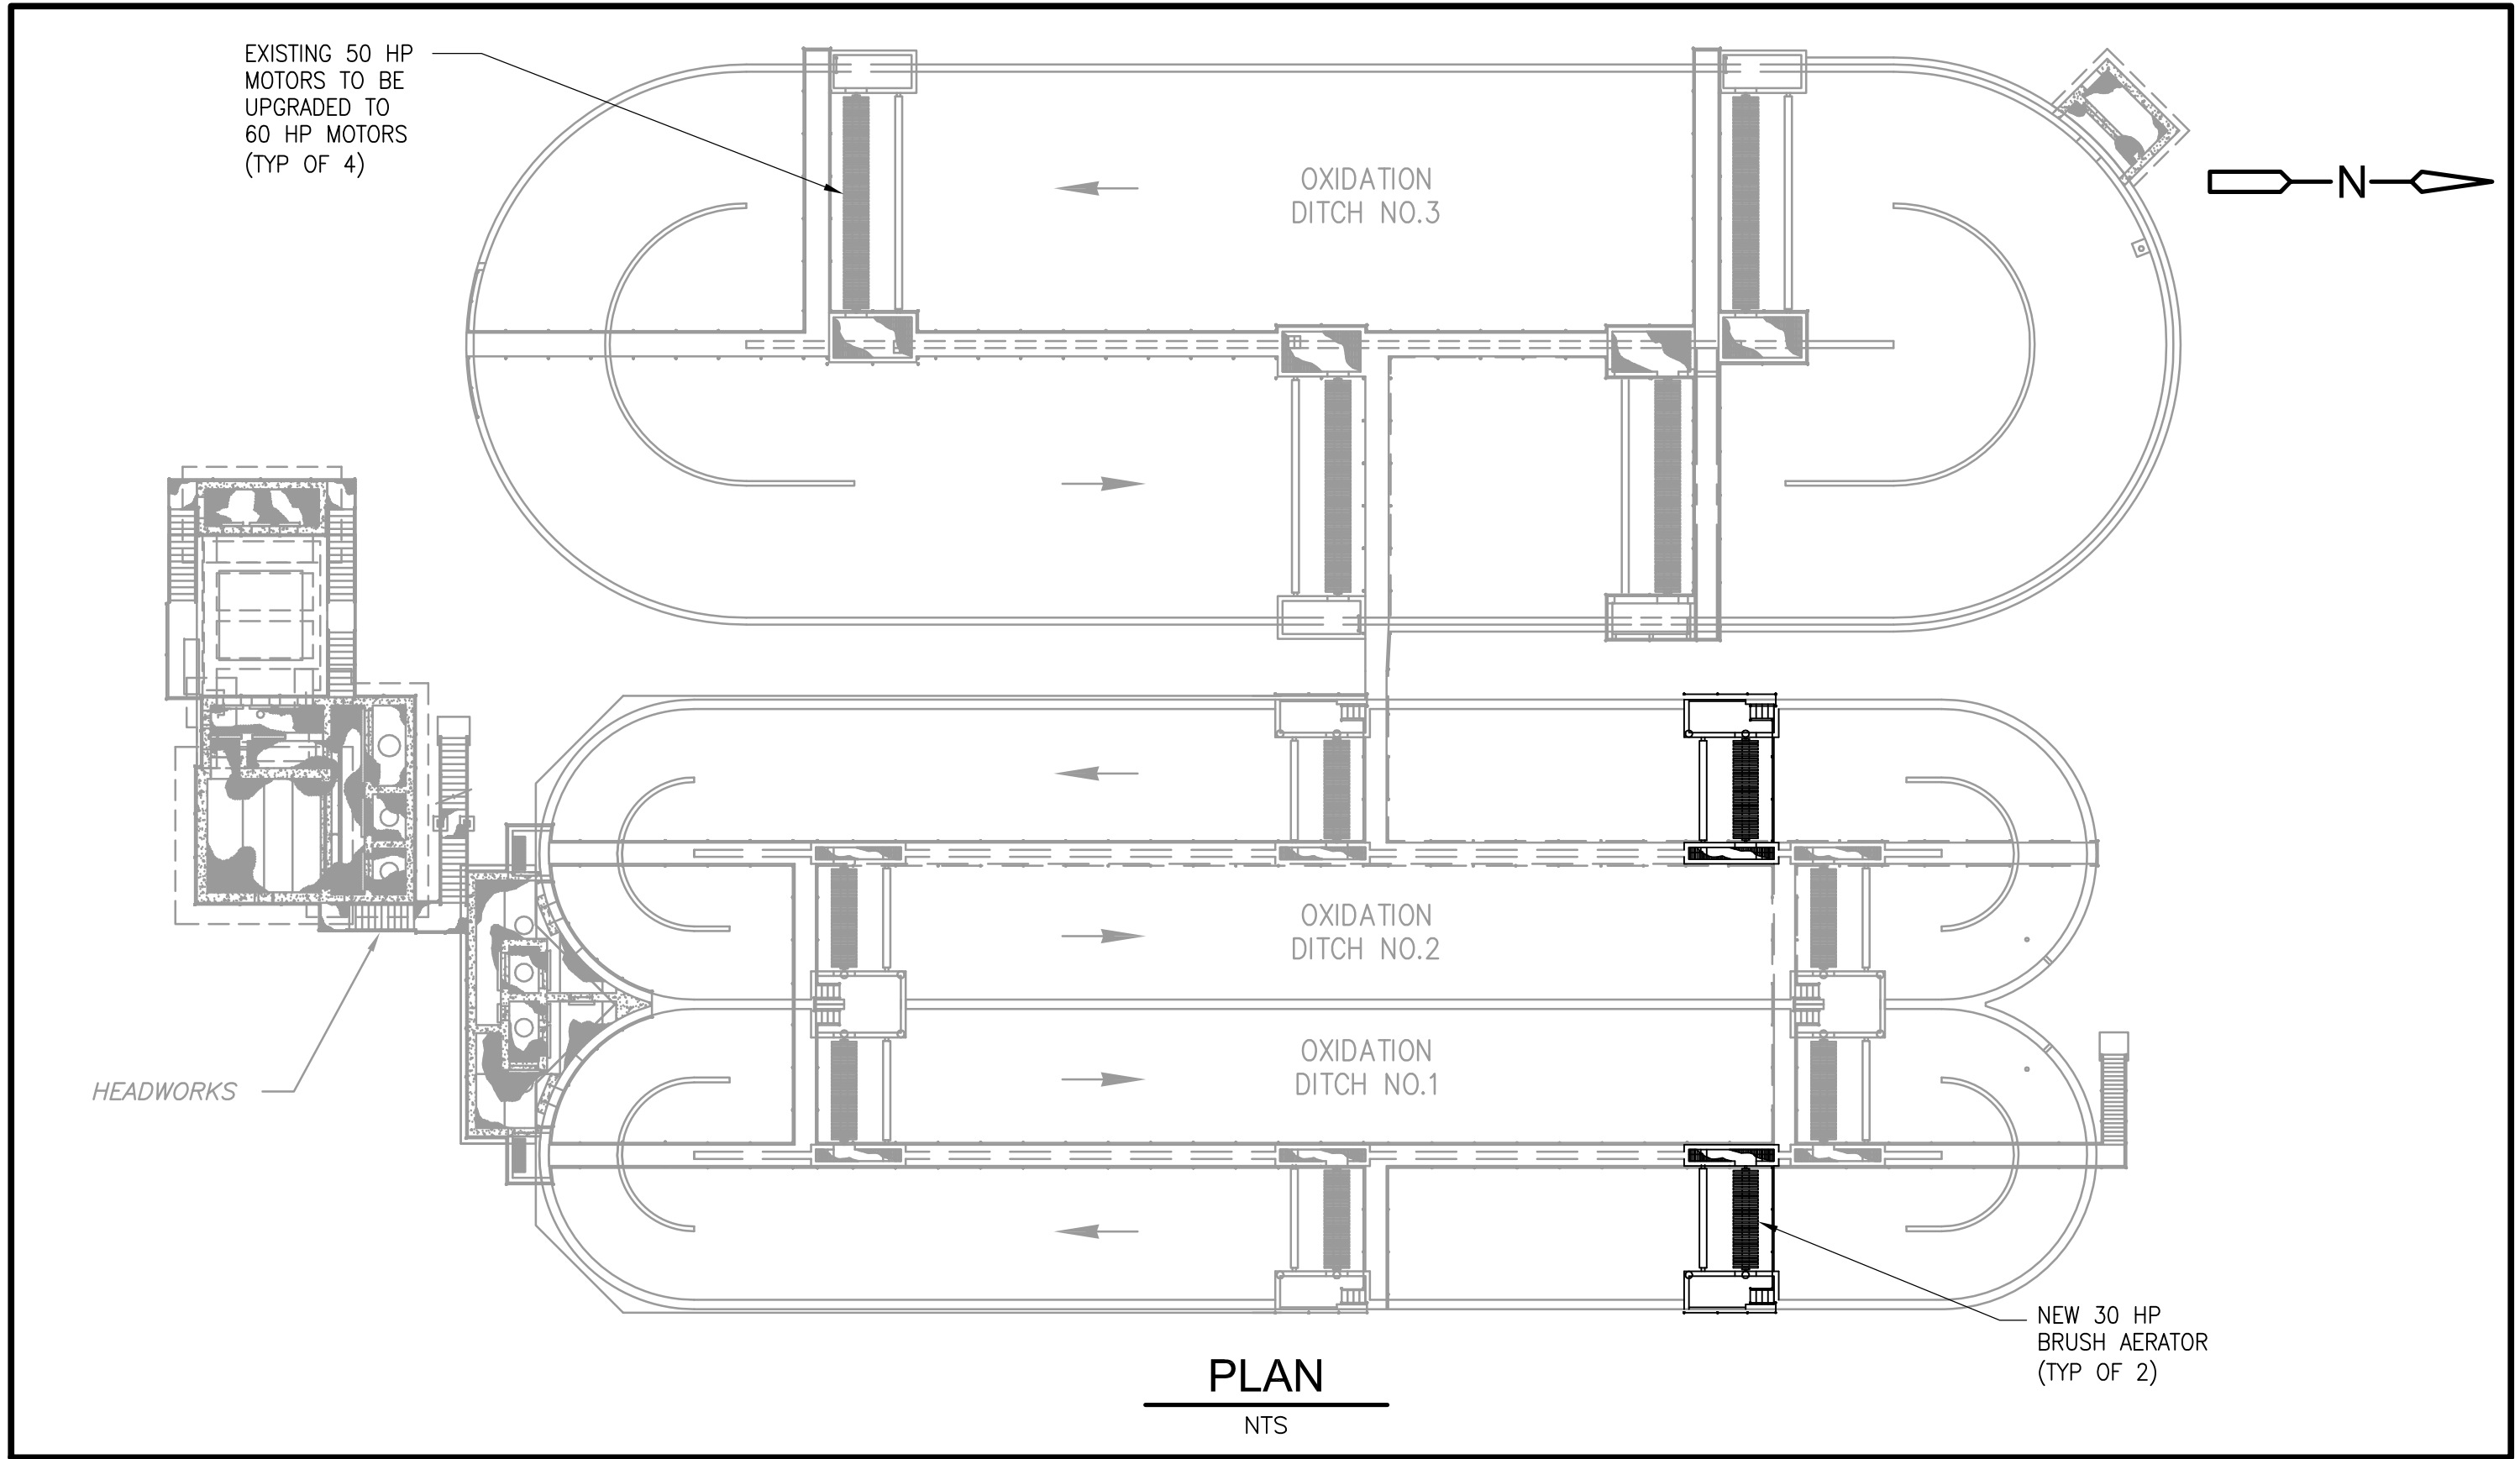 EXISTING 50 HP
MOTORS TO BE
UPGRADED TO
60 HP MOTORS
(TYP OF 4)
OXIDATION
DITCH NO.3
N
OXIDATION
DITCH NO.2
OXIDATION
DITCH NO.1
HEADWORKS
NEW 30 HP
BRUSH AERATOR
(TYP OF 2)
PLAN
NTS